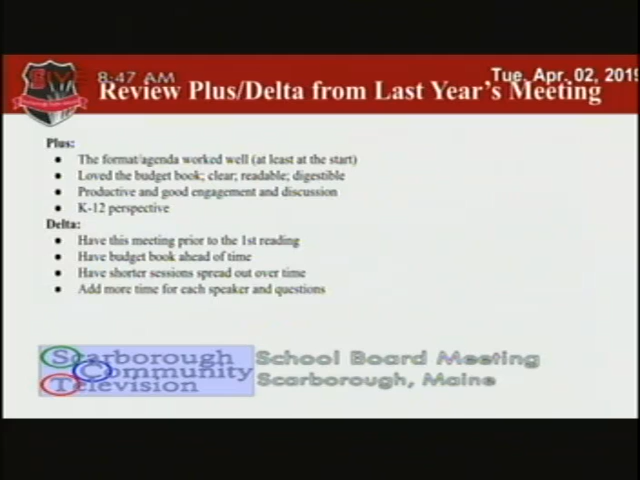 8:47 AM
Tue. Apr. 02, 2019
Review Plus/Delta from Last Year's Meeting
Plus:
● The format/agenda worked well (at least at the start)
● Loved the budget book; clear; readable; digestible
● Productive and good engagement and discussion
● K-12 perspective
Delta:
● Have this meeting prior to the 1st reading
● Have budget book ahead of time
● Have shorter sessions spread out over time
● Add more time for each speaker and questions
Scarborough
Community
Television
School Board Meeting
Scarborough, Maine